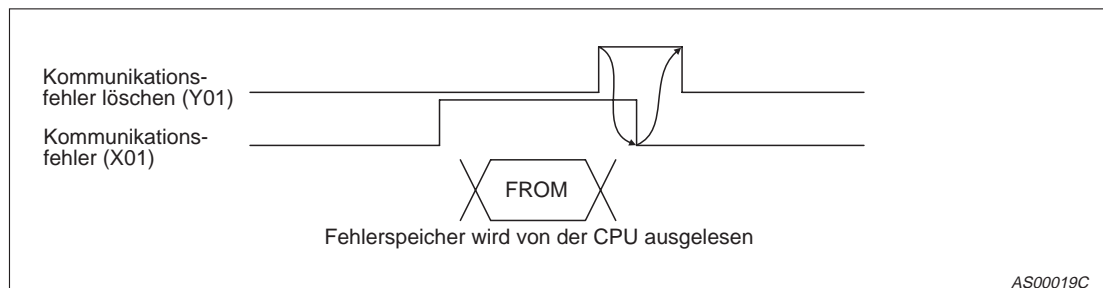 Kommunikations-
fehler löschen (Y01)
Kommunikations-
fehler (X01)
FROM
Fehlerspeicher wird von der CPU ausgelesen
AS00019C